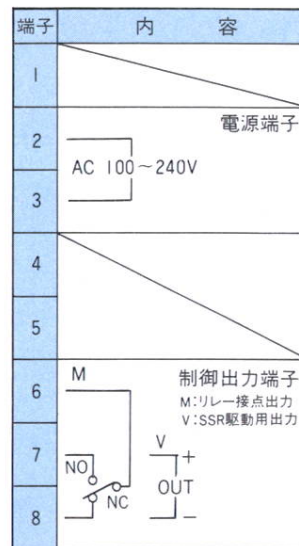 端子 内 容
1
電源端子
2
AC 100~240V
3
4
5
6 M 制御出力端子
M:リレー接点出力
V:SSR駆動用出力
7 NO V +
NC OUT
8 −